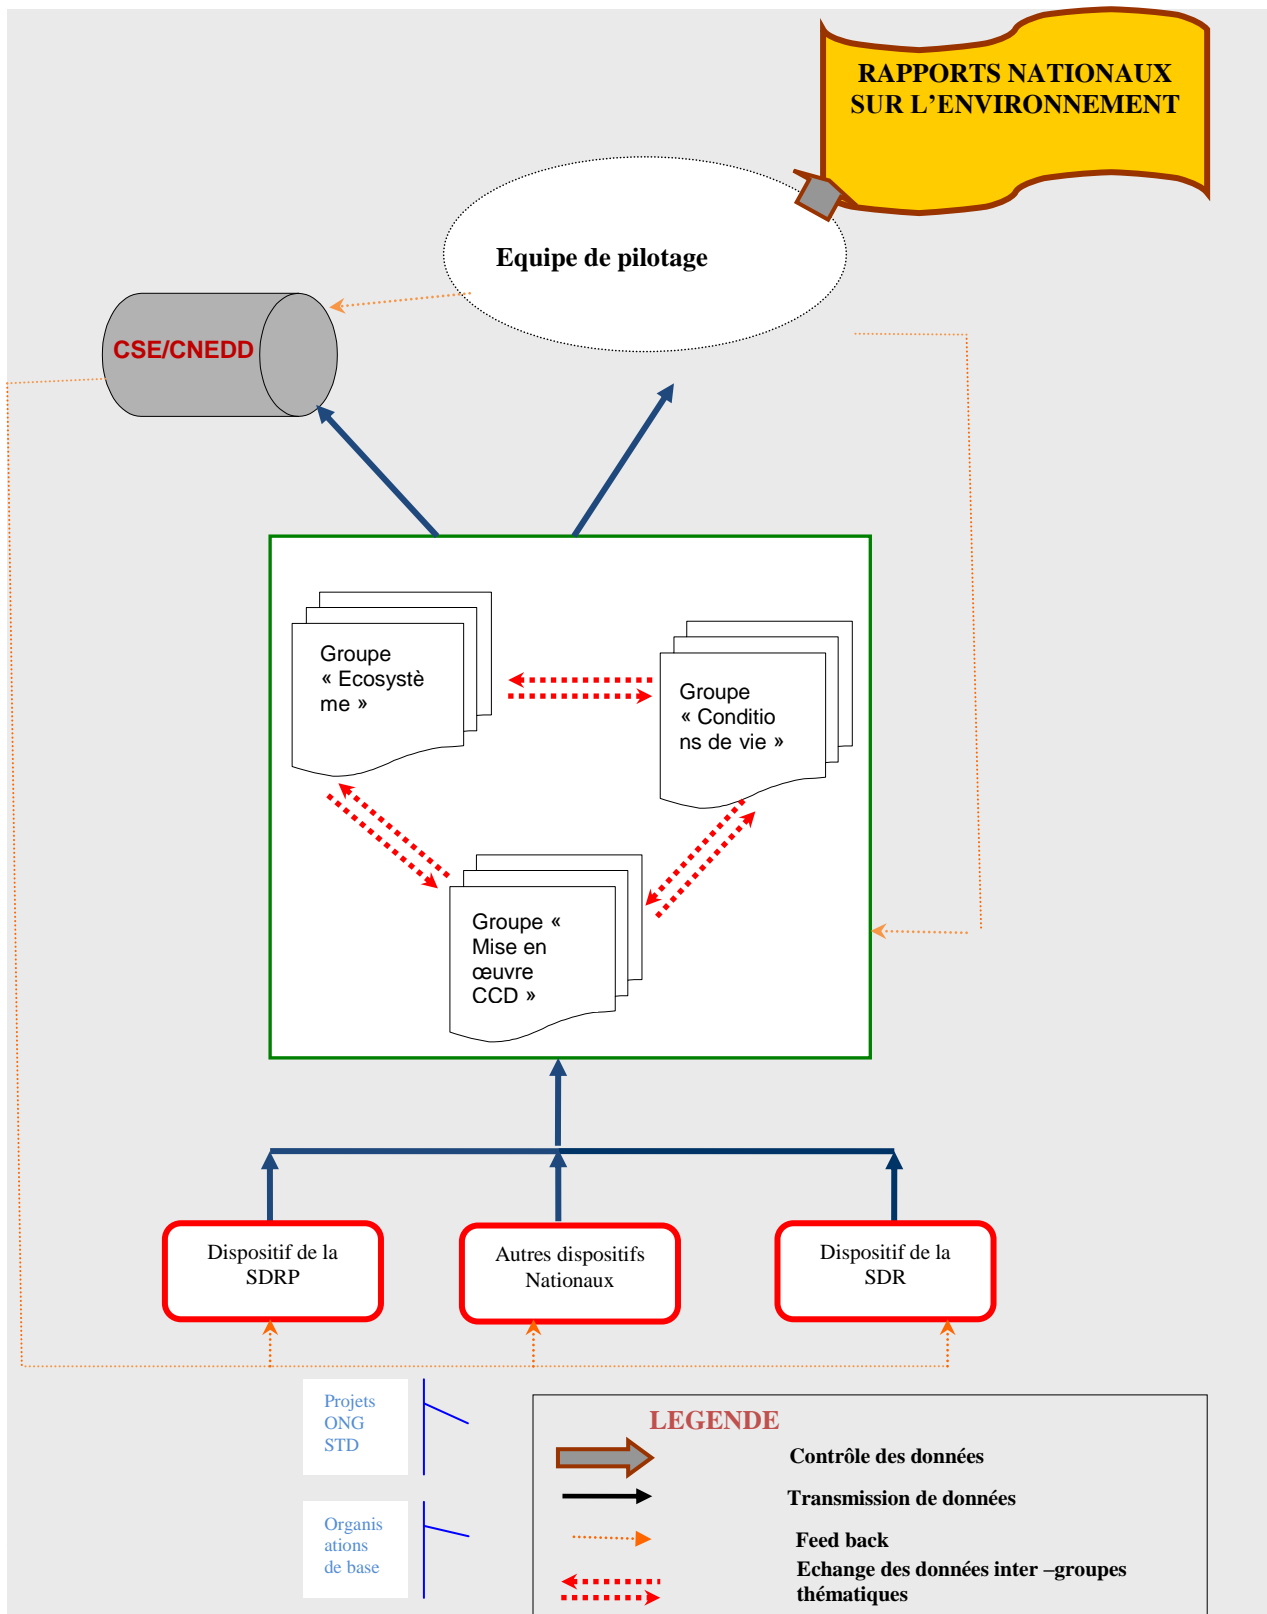 RAPPORTS NATIONAUX
SUR L’ENVIRONNEMENT
Equipe de pilotage
CSE/CNEDD
Groupe
« Ecosystè
me »
Groupe
« Conditio
ns de vie »
Groupe «
Mise en
œuvre
CCD »
Dispositif de la
SDRP
Autres dispositifs
Nationaux
Dispositif de la
SDR
Projets
ONG
STD
Organis
ations
de base
LEGENDE
Contrôle des données
Transmission de données
Feed back
Echange des données inter –groupes
thématiques